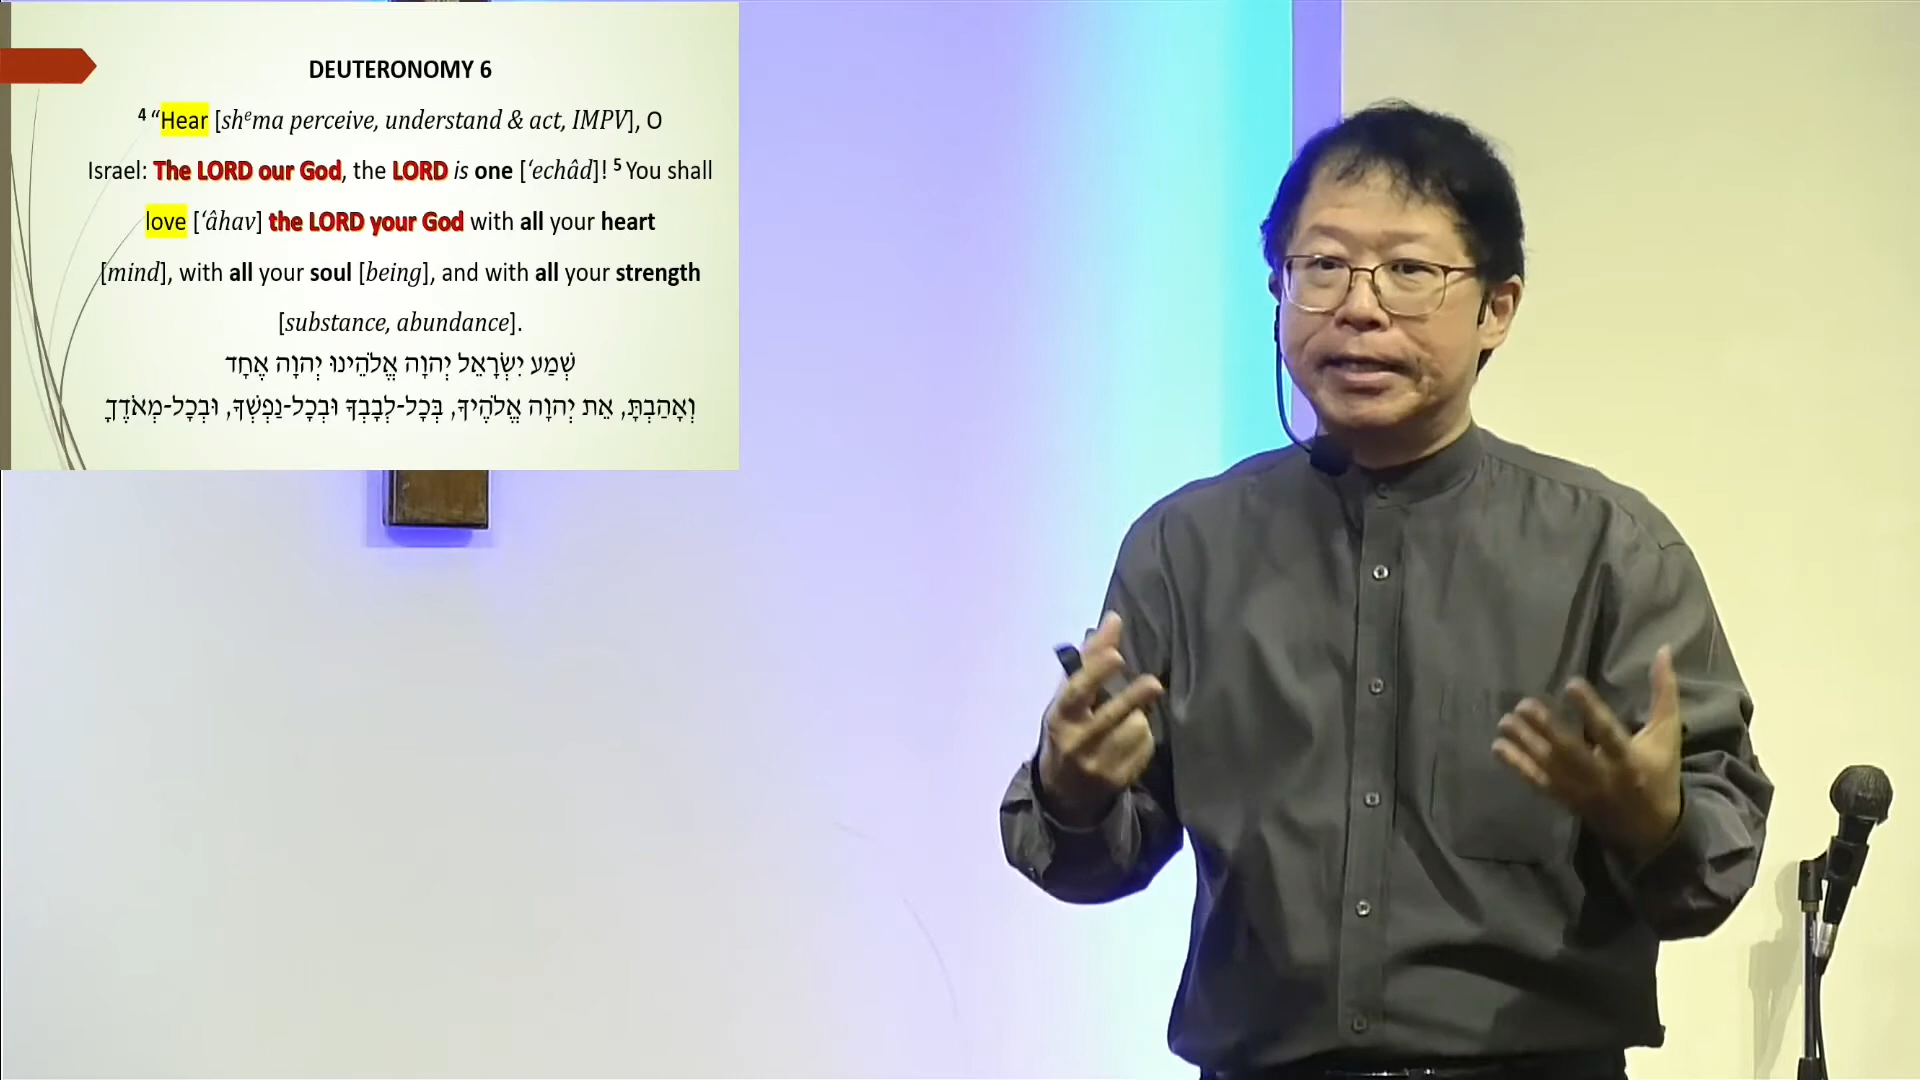 DEUTERONOMY 6
4 “Hear [shema perceive, understand & act, IMPV], O
Israel: The LORD our God, the LORD is one [‘echâd]! 5 You shall
love [‘âhav] the LORD your God with all your heart
[mind], with all your soul [being], and with all your strength
[substance, abundance].
שְׁמַע יִשְׂרָאֵל יְהוָה אֱלֹהֵינוּ יְהוָה אֶחָד
וְאָהַבְתָּ, אֵת יְהוָה אֱלֹהֶיךָ, בְּכָל-לְבָבְךָ וּבְכָל-נַפְשְׁךָ, וּבְכָל-מְאֹדֶךָ